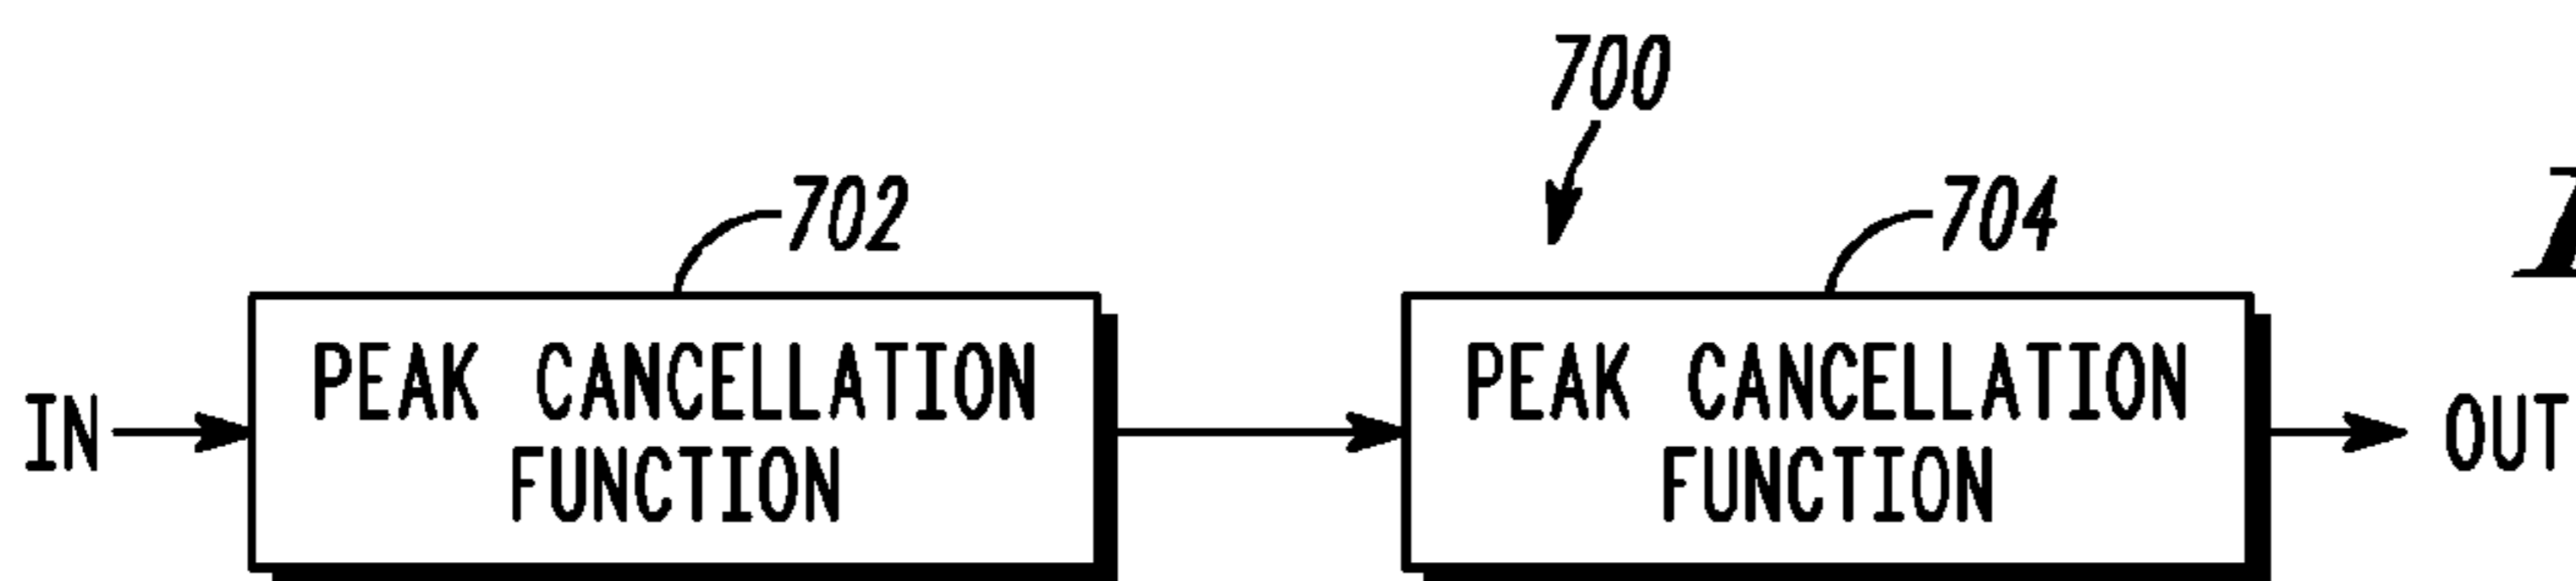 700
702
704
PEAK CANCELLATION
FUNCTION
PEAK CANCELLATION
FUNCTION
IN
OUT